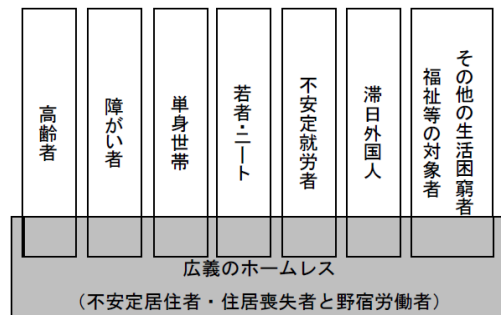 高齢者
障がい者
単身世帯
若者・ニート
不安定就労者
滞日外国人
その他の生活困窮者
福祉等の対象者
広義のホームレス
（不安定居住者・住居喪失者と野宿労働者）